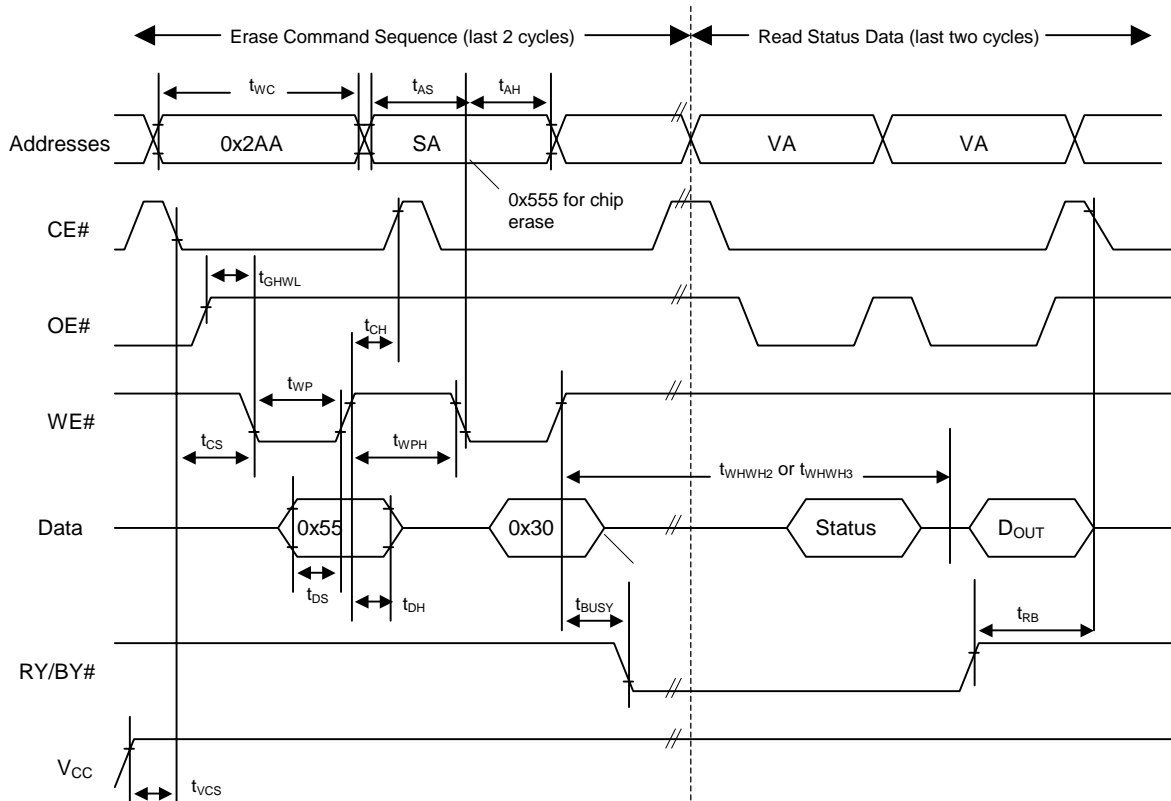 Erase Command Sequence (last 2 cycles) Read Status Data (last two cycles)
tWC tAS tAH
Addresses 0x2AA SA VA VA
0x555 for chip
erase
CE#
tGHWL
OE#
tCH
tWP
WE#
tCS tWPH
tWHWH2 or tWHWH3
Data 0x55 0x30 Status DOUT
tDS tDH tBUSY tRB
RY/BY#
VCC
tVCS